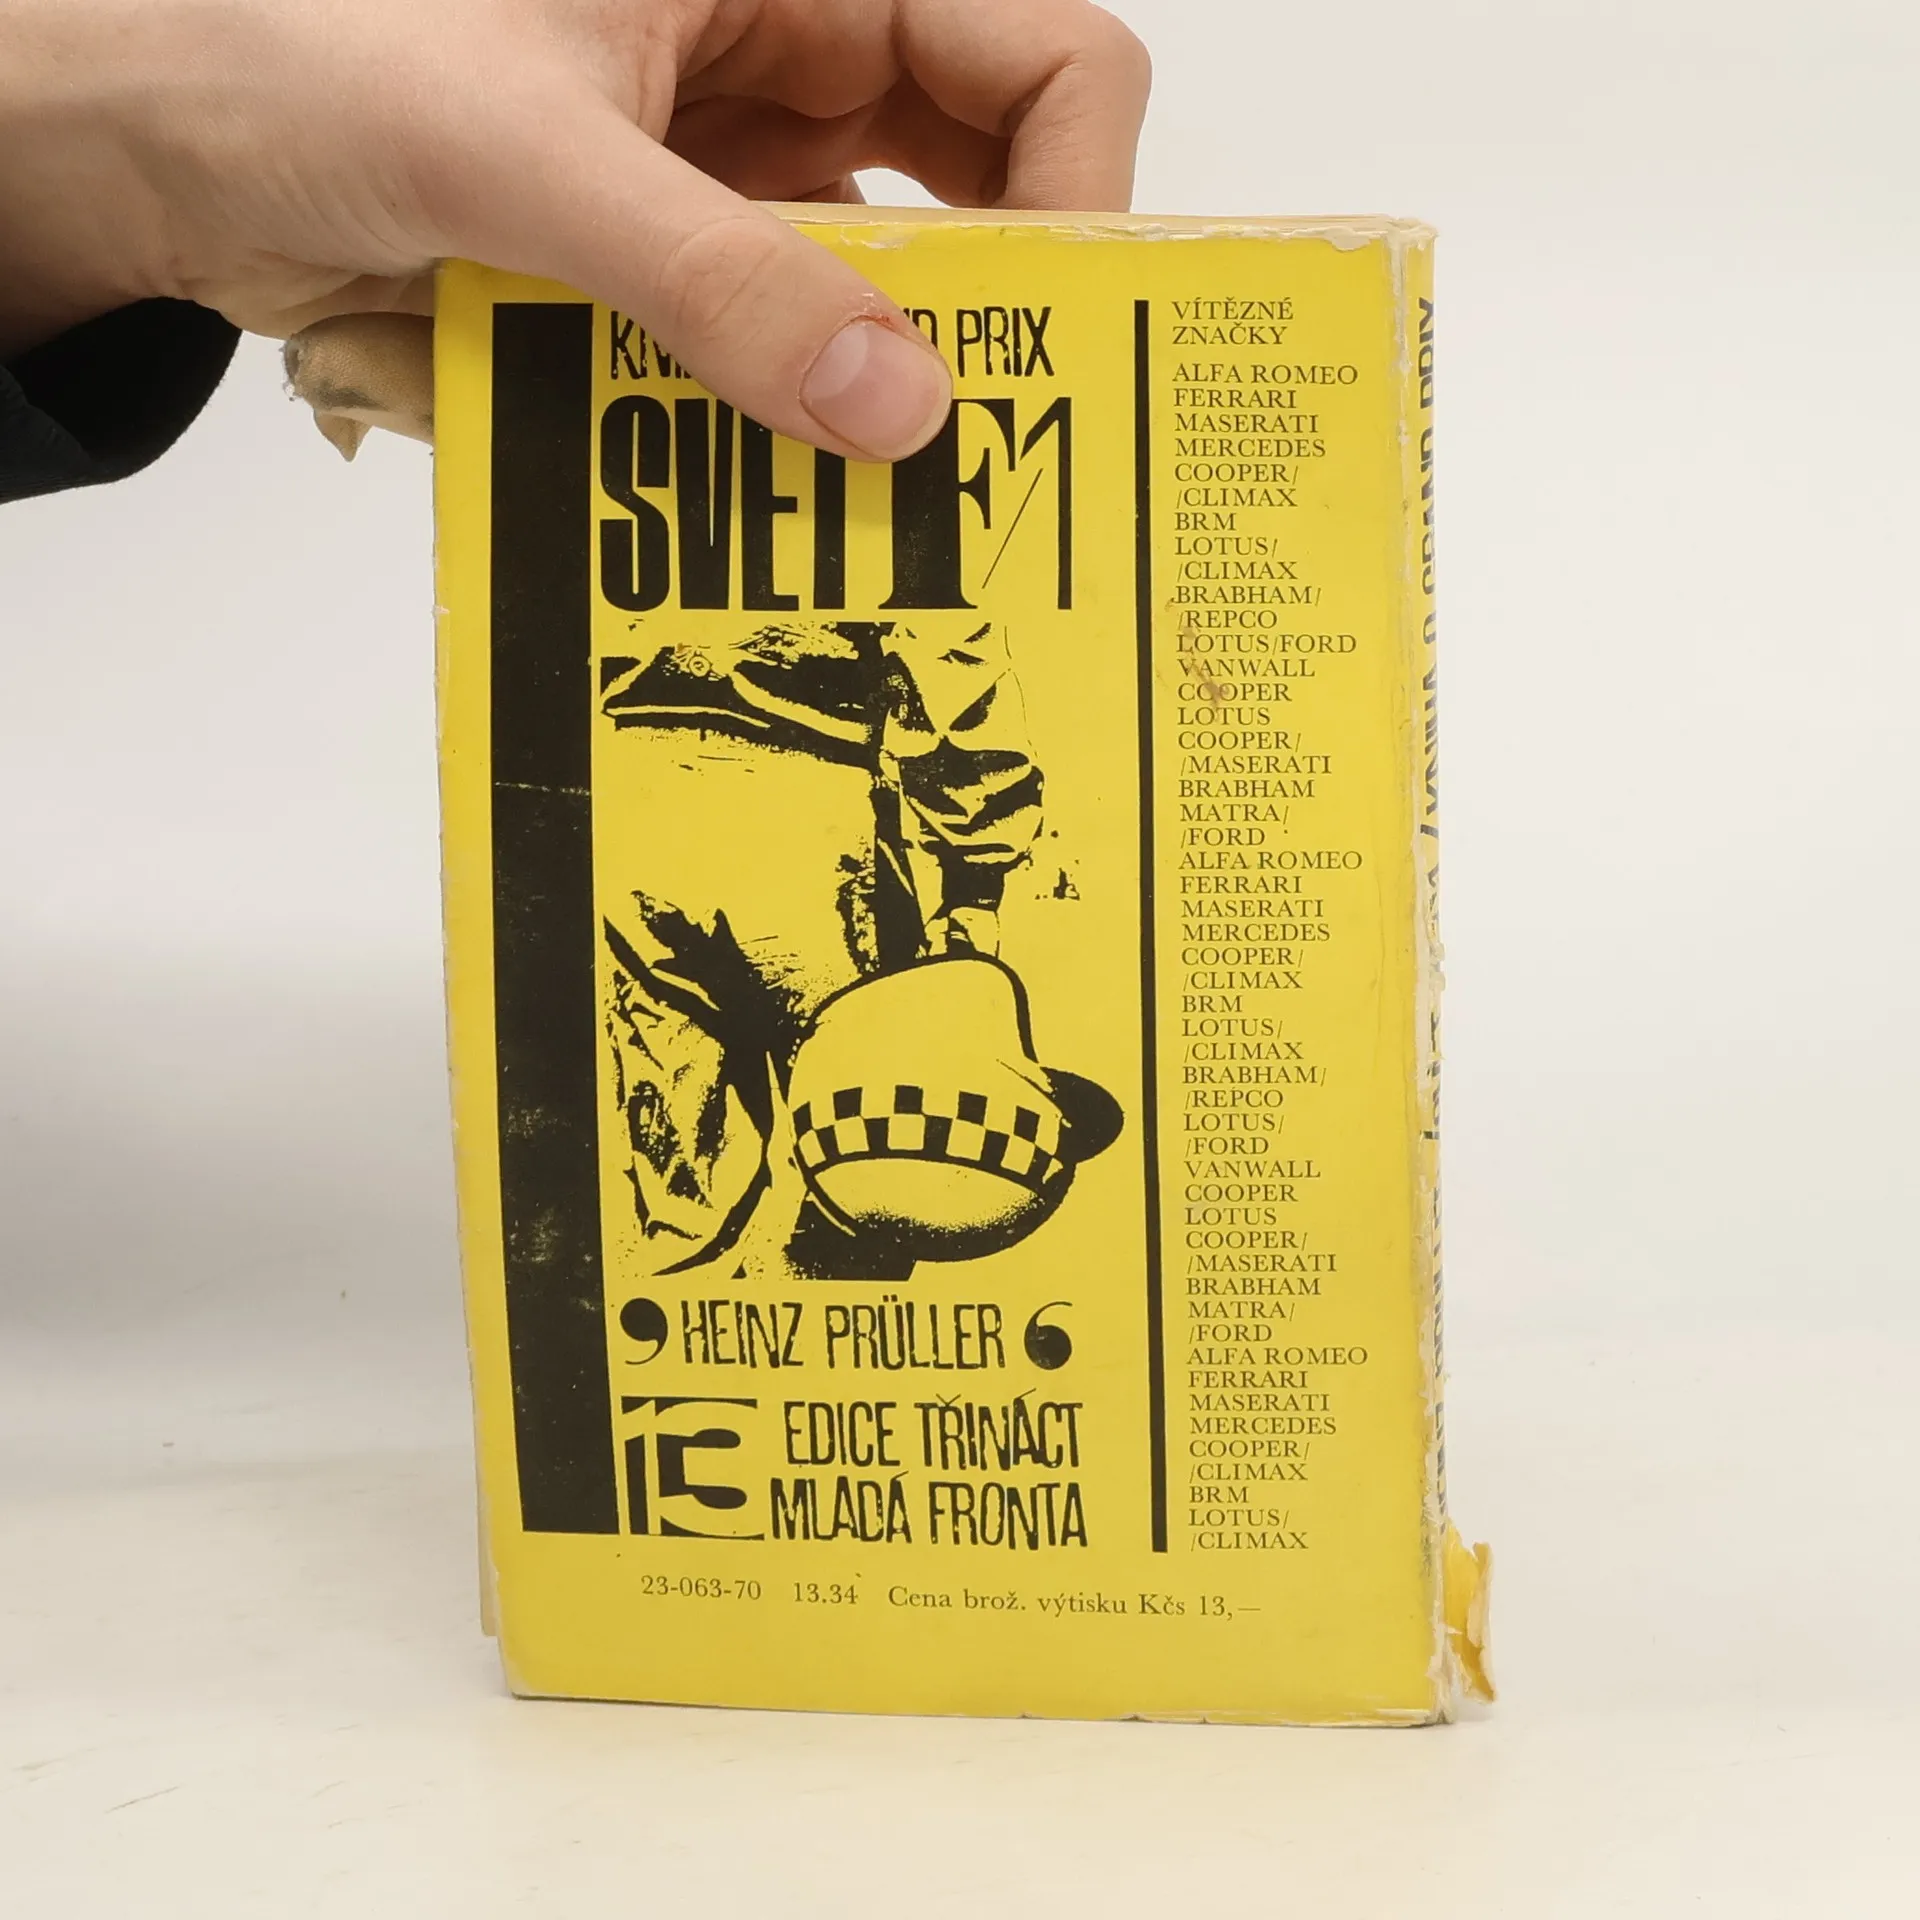 PRIX
SVĚT F1
HEINZ PRÜLLER
13 EDICE TŘINÁCT
MLADÁ FRONTA
23-063-70 13.34 Cena brož. výtisku Kčs 13,—
VÍTĚZNÉ
ZNAČKY
ALFA ROMEO
FERRARI
MASERATI
MERCEDES
COOPER/
/CLIMAX
BRM
LOTUS/
/CLIMAX
BRABHAM/
/REPCO
LOTUS/FORD
VANWALL
COOPER
LOTUS
COOPER/
/MASERATI
BRABHAM
MATRA/
/FORD
ALFA ROMEO
FERRARI
MASERATI
MERCEDES
COOPER/
/CLIMAX
BRM
LOTUS/
/CLIMAX
BRABHAM/
/REPCO
LOTUS/
/FORD
VANWALL
COOPER
LOTUS
COOPER/
/MASERATI
BRABHAM
MATRA/
/FORD
ALFA ROMEO
FERRARI
MASERATI
MERCEDES
COOPER/
/CLIMAX
BRM
LOTUS/
/CLIMAX